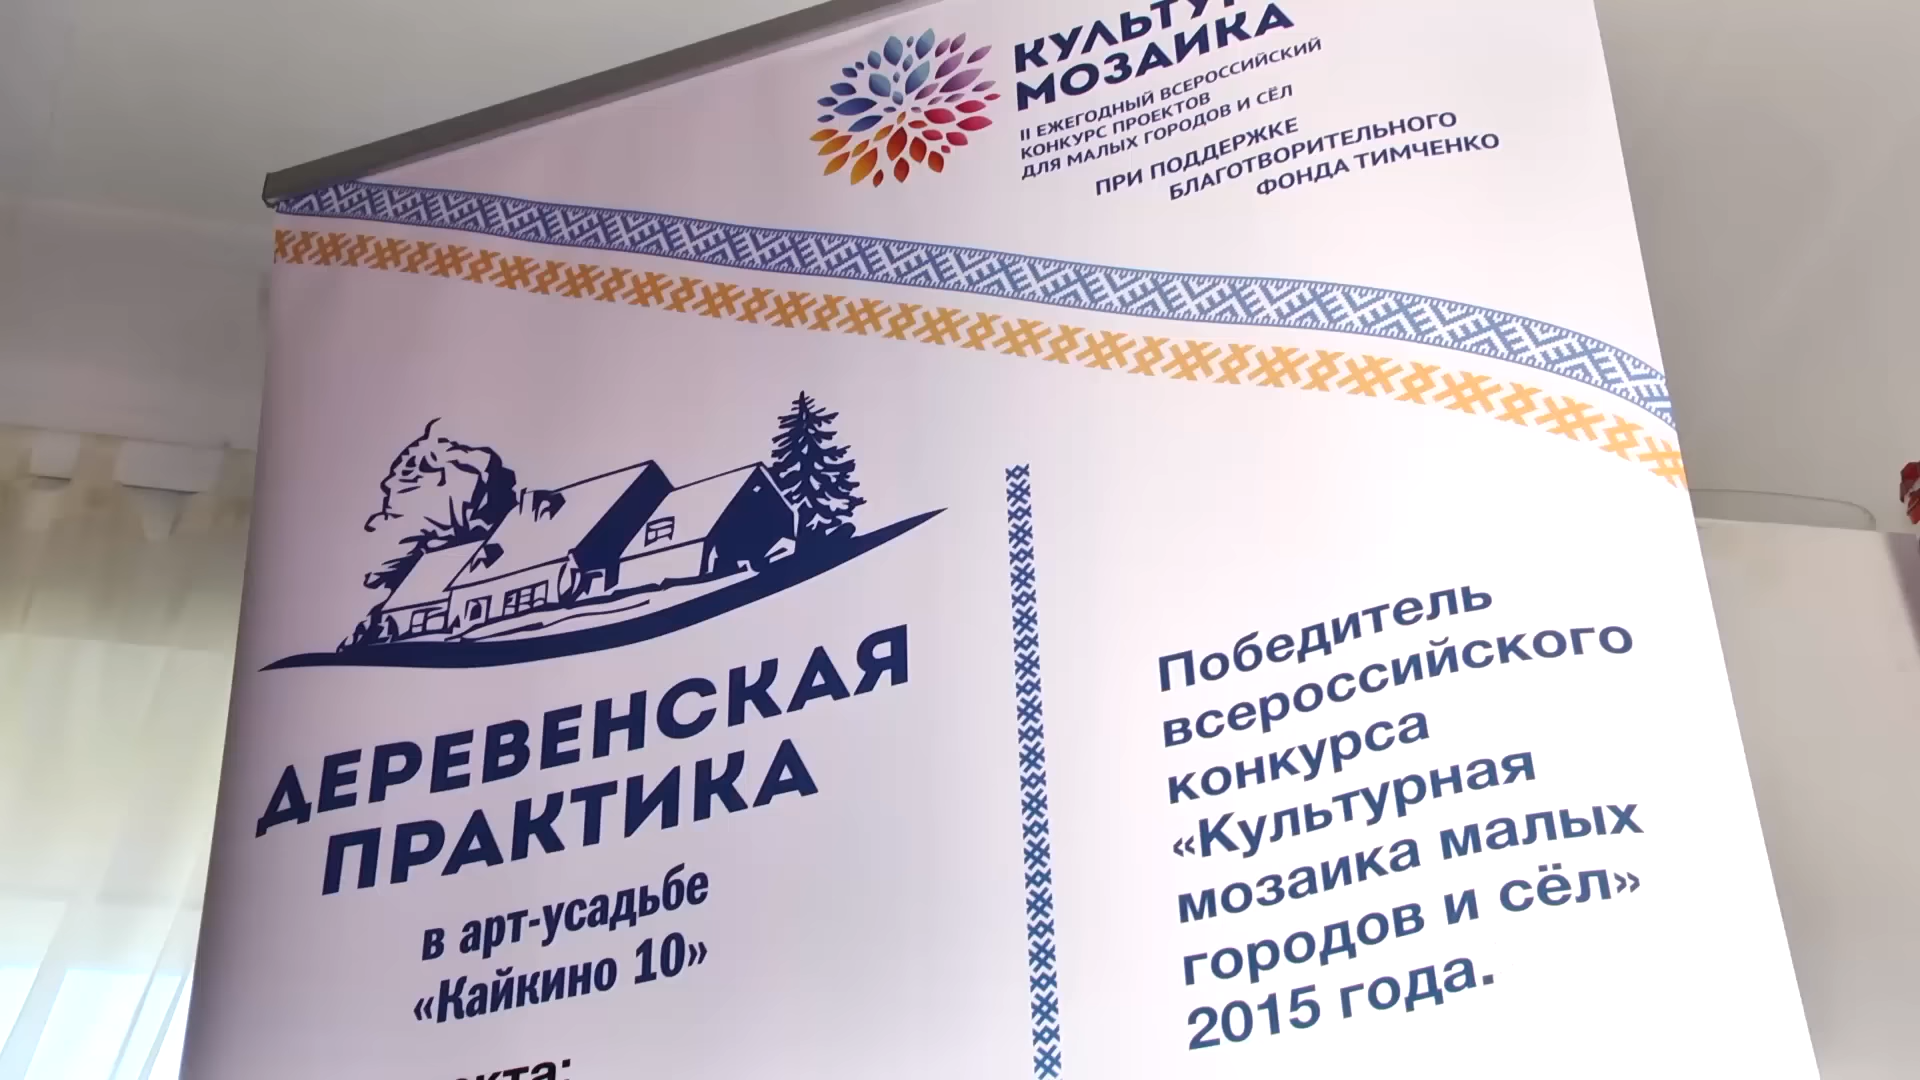 МОЗАИКА
II ЕЖЕГОДНЫЙ ВСЕРОССИЙСКИЙ
КОНКУРС ПРОЕКТОВ
ДЛЯ МАЛЫХ ГОРОДОВ И СЁЛ
ПРИ ПОДДЕРЖКЕ
БЛАГОТВОРИТЕЛЬНОГО
ФОНДА ТИМЧЕНКО
ДЕРЕВЕНСКАЯ
ПРАКТИКА
в арт-усадьбе
«Кайкино 10»
Победитель
всероссийского
конкурса
«Культурная
мозаика малых
городов и сёл»
2015 года.